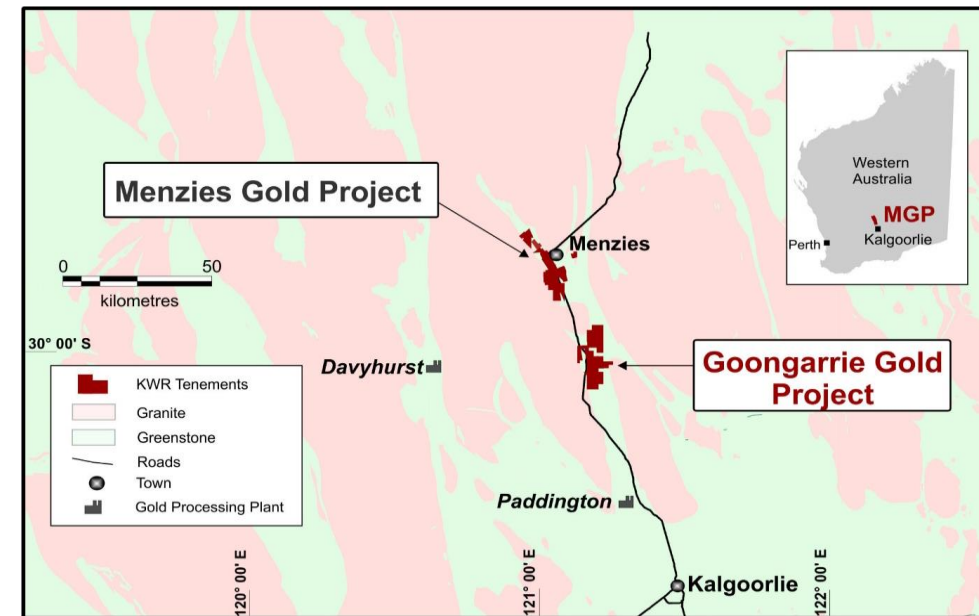 Western
Australia
MGP
Kalgoorlie
Perth
Menzies Gold Project
Menzies
0 50
kilometres
30° 00' S
Davyhurst
Goongarrie Gold
Project
KWR Tenements
Granite
Greenstone
Roads
Town
Gold Processing Plant
Paddington
Kalgoorlie
120° 00' E
121° 00' E
122° 00' E